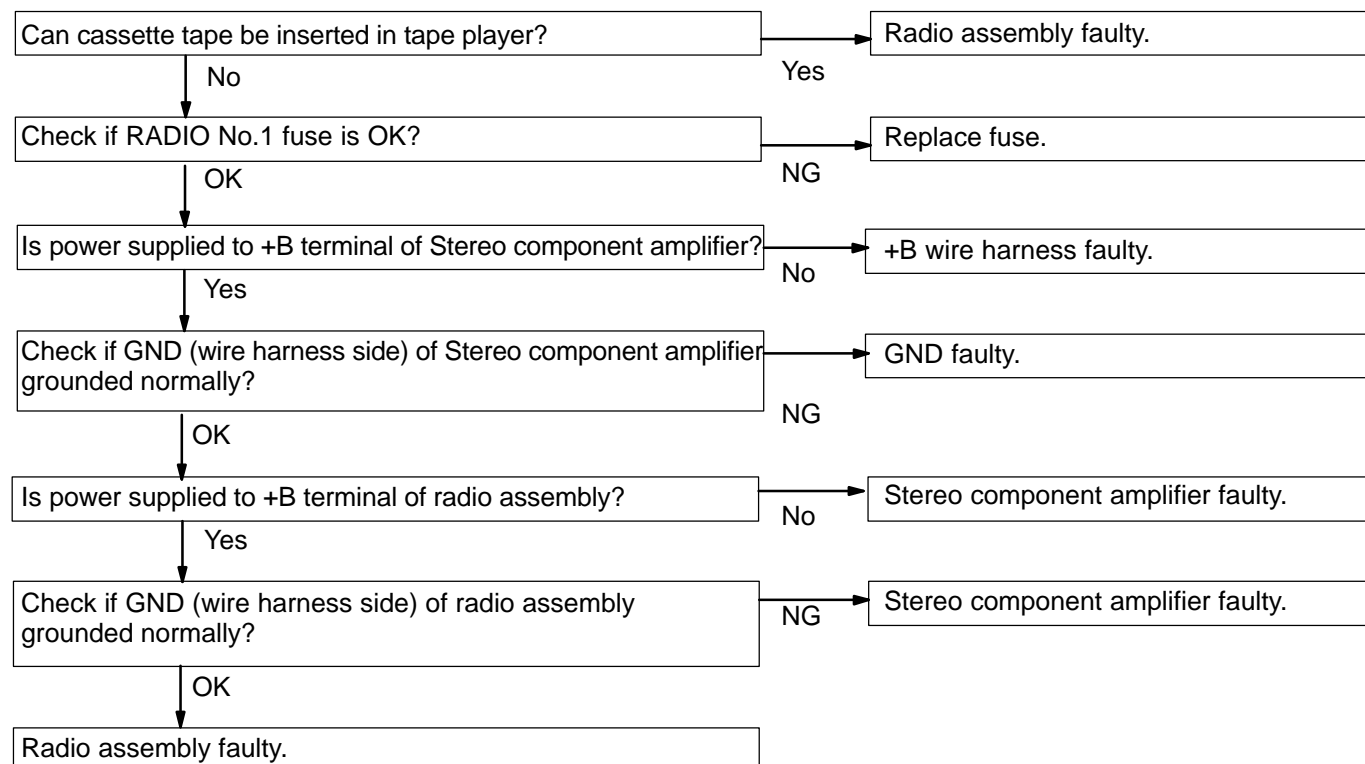 Can cassette tape be inserted in tape player?
Radio assembly faulty.
Yes
No
Check if RADIO No.1 fuse is OK?
Replace fuse.
NG
OK
Is power supplied to +B terminal of Stereo component amplifier?
+B wire harness faulty.
No
Yes
Check if GND (wire harness side) of Stereo component amplifier
grounded normally?
GND faulty.
NG
OK
Is power supplied to +B terminal of radio assembly?
Stereo component amplifier faulty.
No
Yes
Check if GND (wire harness side) of radio assembly
grounded normally?
Stereo component amplifier faulty.
NG
OK
Radio assembly faulty.